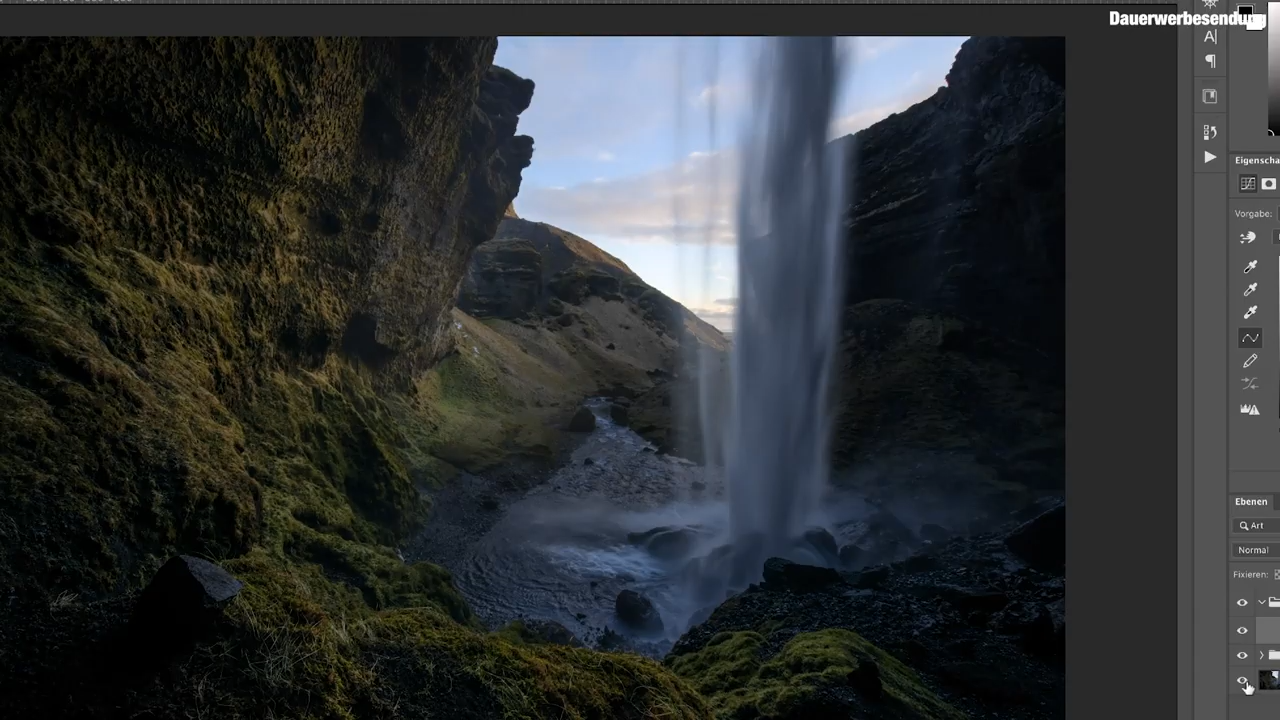 Dauerwerbesendung
A|
¶
Eigenscha
Vorgabe:
Ebenen
Art
Normal
Fixieren: